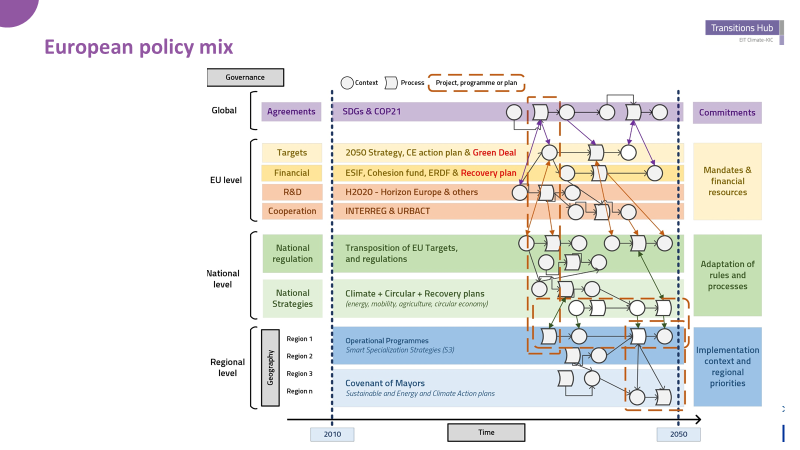 Transitions Hub
EIT Climate-KIC
European policy mix
Governance
Context
Process
Project, programme or plan
Global
Agreements
SDGs & COP21
Commitments
EU level
Targets
2050 Strategy, CE action plan & Green Deal
Financial
ESIF, Cohesion fund, ERDF & Recovery plan
R&D
H2020 - Horizon Europe & others
Cooperation
INTERREG & URBACT
Mandates &
financial
resources
National
level
National
regulation
Transposition of EU Targets,
and regulations
National
Strategies
Climate + Circular + Recovery plans
(energy, mobility, agriculture, circular economy)
Adaptation of
rules and
processes
Regional
level
Geography
Region 1
Region 2
Region 3
Region n
Operational Programmes
Smart Specialization Strategies (S3)
Covenant of Mayors
Sustainable and Energy and Climate Action plans
Implementation
context and
regional
priorities
2010
Time
2050